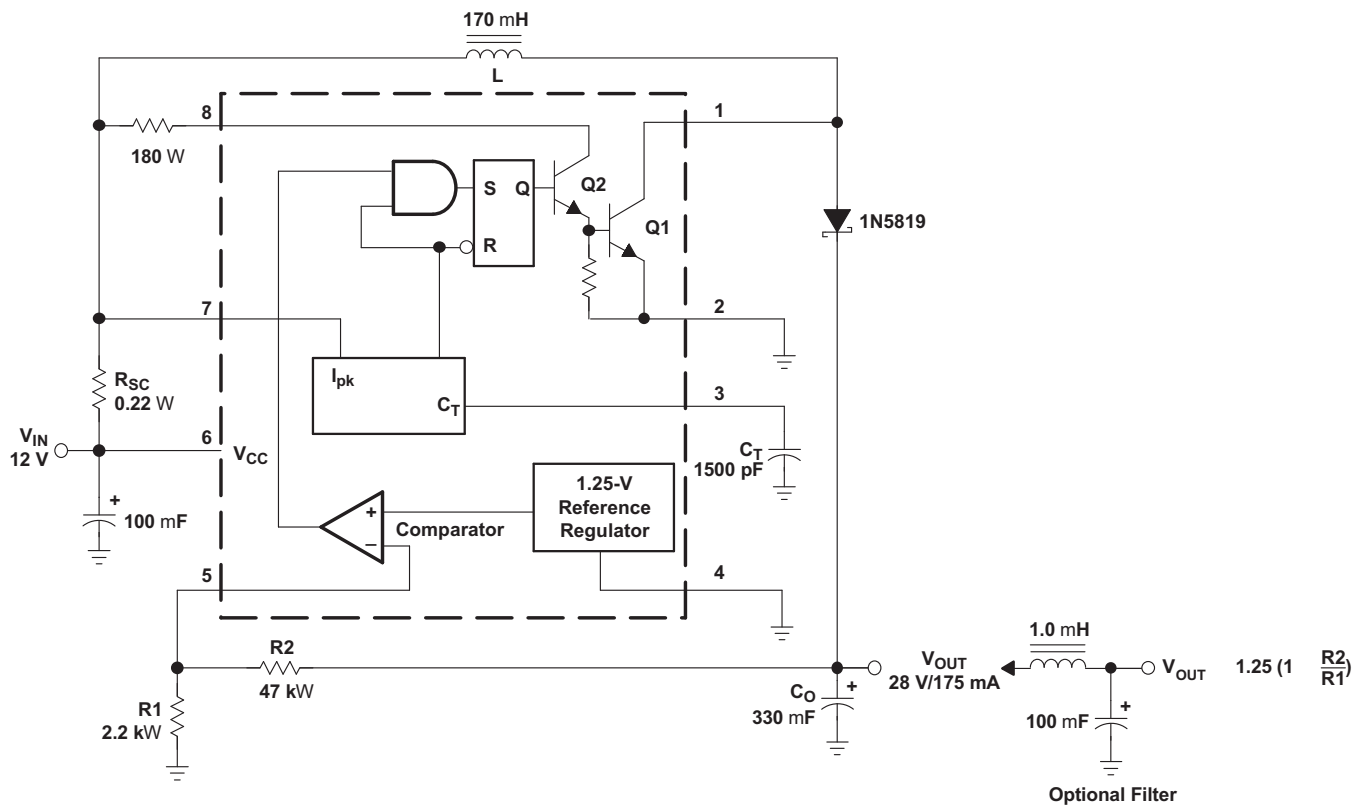 170 mH
L
8
1
180 W
S Q
Q2
Q1
R
1N5819
7
2
Ipk
CT
3
RSC
0.22 W
VIN
12 V
6
VCC
CT
1500 pF
1.25-V
Reference
Regulator
+
100 mF
+
–
Comparator
5
4
R2
47 kW
R1
2.2 kW
VOUT
28 V/175 mA
CO
330 mF
+
1.0 mH
VOUT
1.25 (1 R2/R1)
100 mF
+
Optional Filter